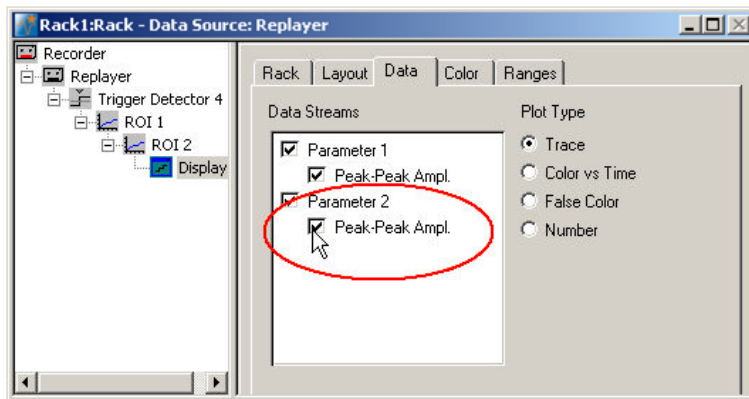 Rack1:Rack - Data Source: Replayer
Recorder
Replayer
Trigger Detector 4
ROI 1
ROI 2
Display
Rack
Layout
Data
Color
Ranges
Data Streams
Parameter 1
Peak-Peak Ampl.
Parameter 2
Peak-Peak Ampl.
Plot Type
Trace
Color vs Time
False Color
Number